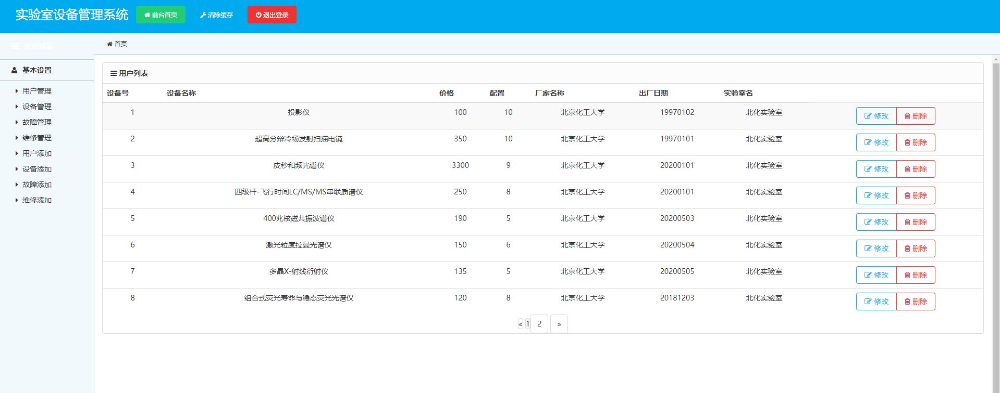 实验室设备管理系统 前台首页 清除缓存 退出登录
菜单列表
首页
基本设置
用户管理
设备管理
故障管理
维修管理
用户添加
设备添加
故障添加
维修添加
用户列表
设备号 设备名称 价格 配置 厂家名称 出厂日期 实验室名
1 投影仪 100 10 北京化工大学 19970102 北化实验室 修改 删除
2 超高分辩冷场发射扫描电镜 350 10 北京化工大学 19970101 北化实验室 修改 删除
3 皮秒和频光谱仪 3300 9 北京化工大学 20200101 北化实验室 修改 删除
4 四级杆-飞行时间LC/MS/MS串联质谱仪 250 8 北京化工大学 20200101 北化实验室 修改 删除
5 400兆核磁共振波谱仪 190 5 北京化工大学 20200503 北化实验室 修改 删除
6 激光粒度拉曼光谱仪 150 6 北京化工大学 20200504 北化实验室 修改 删除
7 多晶X-射线衍射仪 135 5 北京化工大学 20200505 北化实验室 修改 删除
8 组合式荧光寿命与稳态荧光光谱仪 120 8 北京化工大学 20181203 北化实验室 修改 删除
« 1 2 »